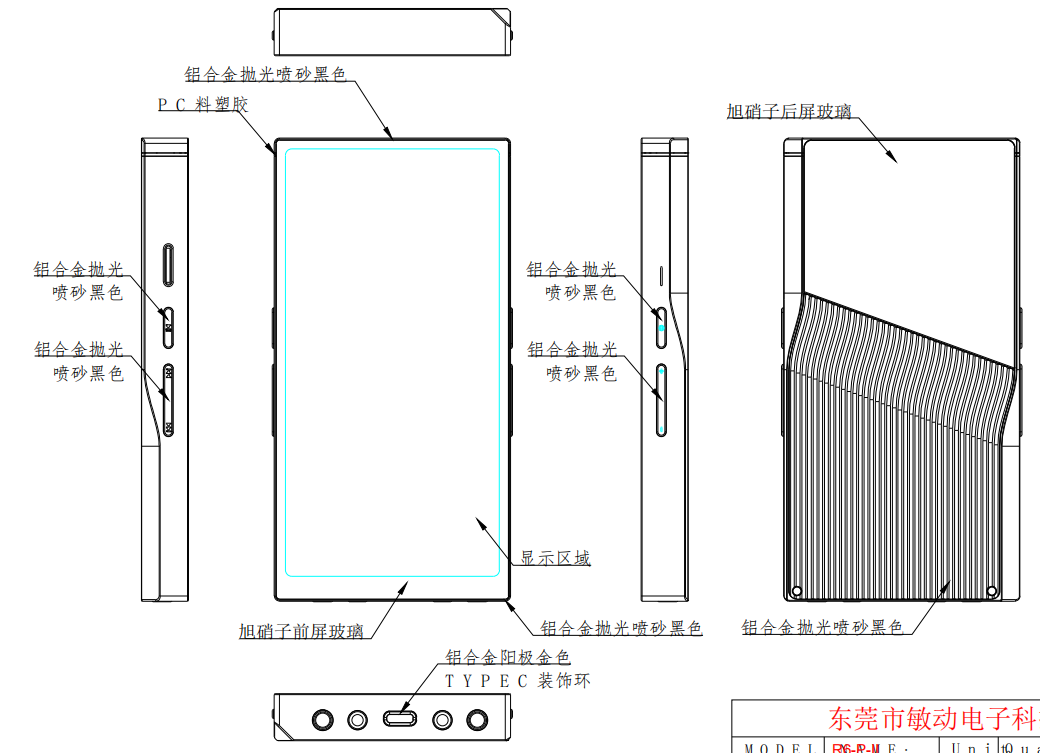 铝合金抛光喷砂黑色
PC料塑胶
旭硝子后屏玻璃
铝合金抛光
喷砂黑色
铝合金抛光
喷砂黑色
铝合金抛光
喷砂黑色
铝合金抛光
喷砂黑色
显示区域
旭硝子前屏玻璃
铝合金抛光喷砂黑色
铝合金抛光喷砂黑色
铝合金阳极金色
TYPEC装饰环
东莞市敏动电子科
MODEL